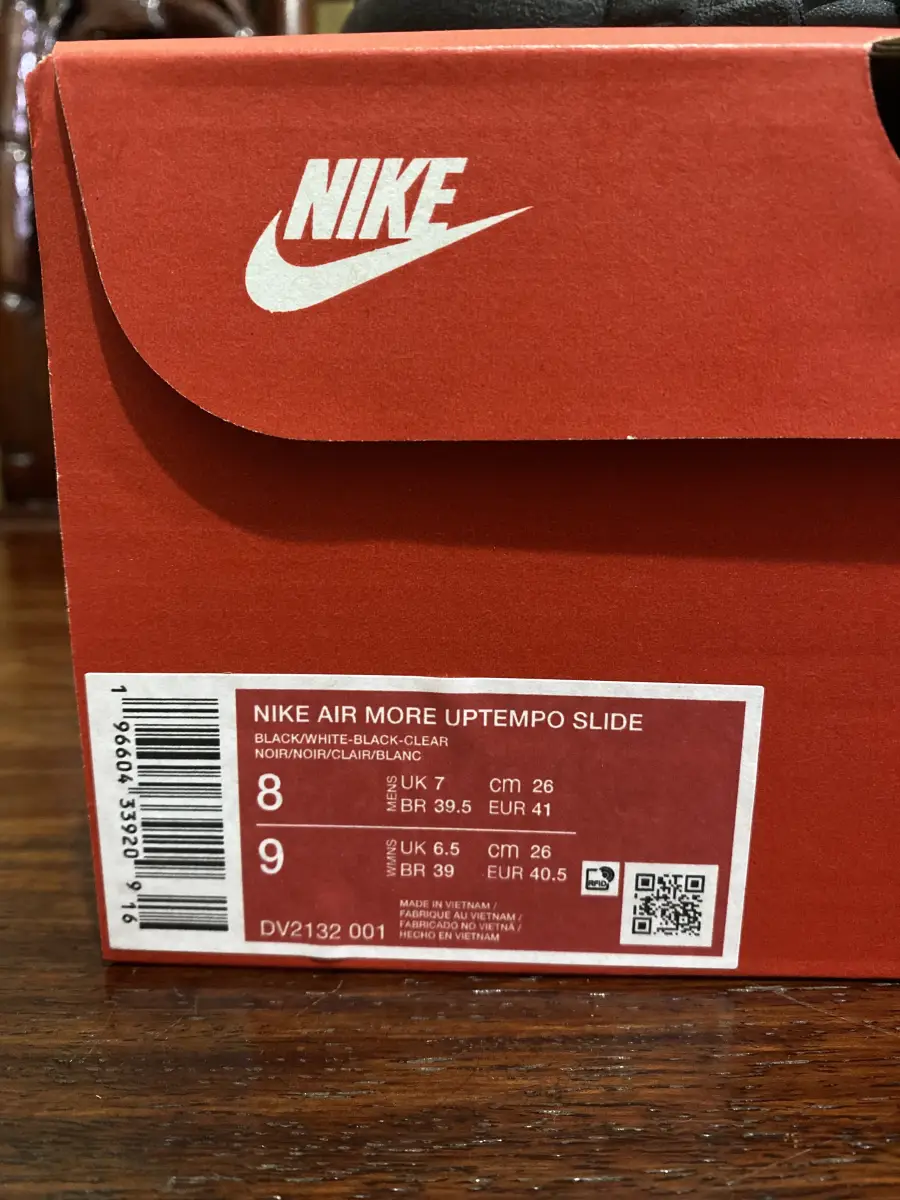 NIKE
1 96604 33920 916
NIKE AIR MORE UPTEMPO SLIDE
BLACK/WHITE-BLACK-CLEAR
NOIR/NOIR/CLAIR/BLANC
8 MENS UK 7 cm 26
BR 39.5 EUR 41
9 WMNS UK 6.5 cm 26
BR 39 EUR 40.5
RFID
DV2132 001
MADE IN VIETNAM /
FABRIQUE AU VIETNAM /
FABRICADO NO VIETNÃ /
HECHO EN VIETNAM